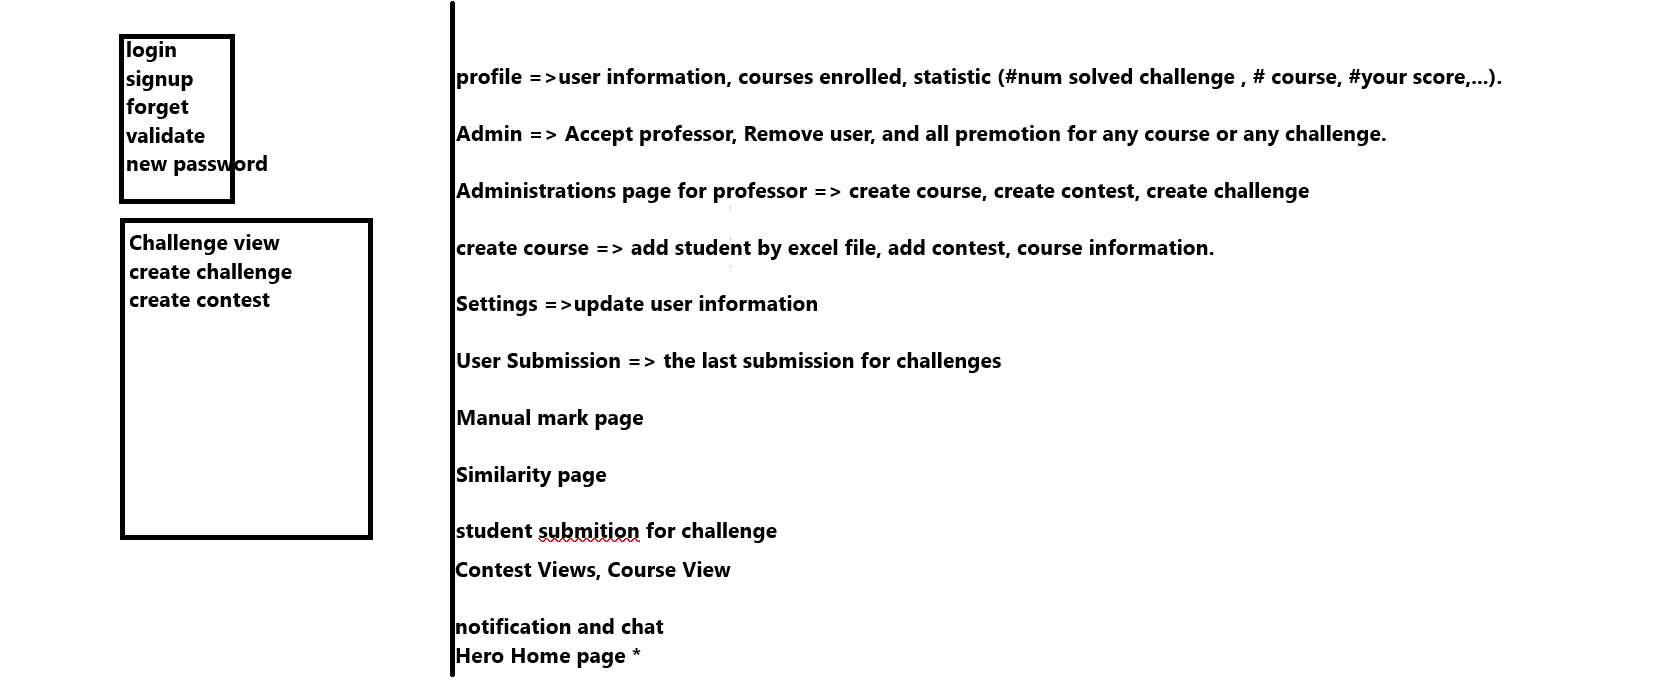 login
signup
forget
validate
new password
Challenge view
create challenge
create contest
profile =>user information, courses enrolled, statistic (#num solved challenge , # course, #your score,...).
Admin => Accept professor, Remove user, and all premotion for any course or any challenge.
Administrations page for professor => create course, create contest, create challenge
create course => add student by excel file, add contest, course information.
Settings =>update user information
User Submission => the last submission for challenges
Manual mark page
Similarity page
student submition for challenge
Contest Views, Course View
notification and chat
Hero Home page *